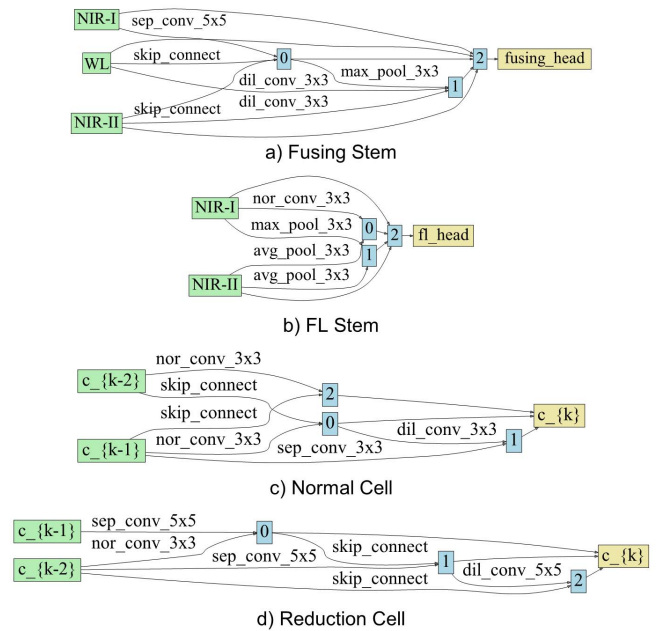 NIR-I
sep_conv_5x5
WL
skip_connect
0
2
fusing_head
max_pool_3x3
1
dil_conv_3x3
skip_connect
dil_conv_3x3
NIR-II
a) Fusing Stem
NIR-I
nor_conv_3x3
max_pool_3x3
0
2
fl_head
avg_pool_3x3
1
avg_pool_3x3
NIR-II
b) FL Stem
nor_conv_3x3
c_{k-2}
skip_connect
2
skip_connect
0
c_{k}
dil_conv_3x3
1
c_{k-1}
nor_conv_3x3
sep_conv_3x3
c) Normal Cell
c_{k-1}
sep_conv_5x5
0
nor_conv_3x3
skip_connect
c_{k}
sep_conv_5x5
1
dil_conv_5x5
c_{k-2}
skip_connect
2
d) Reduction Cell